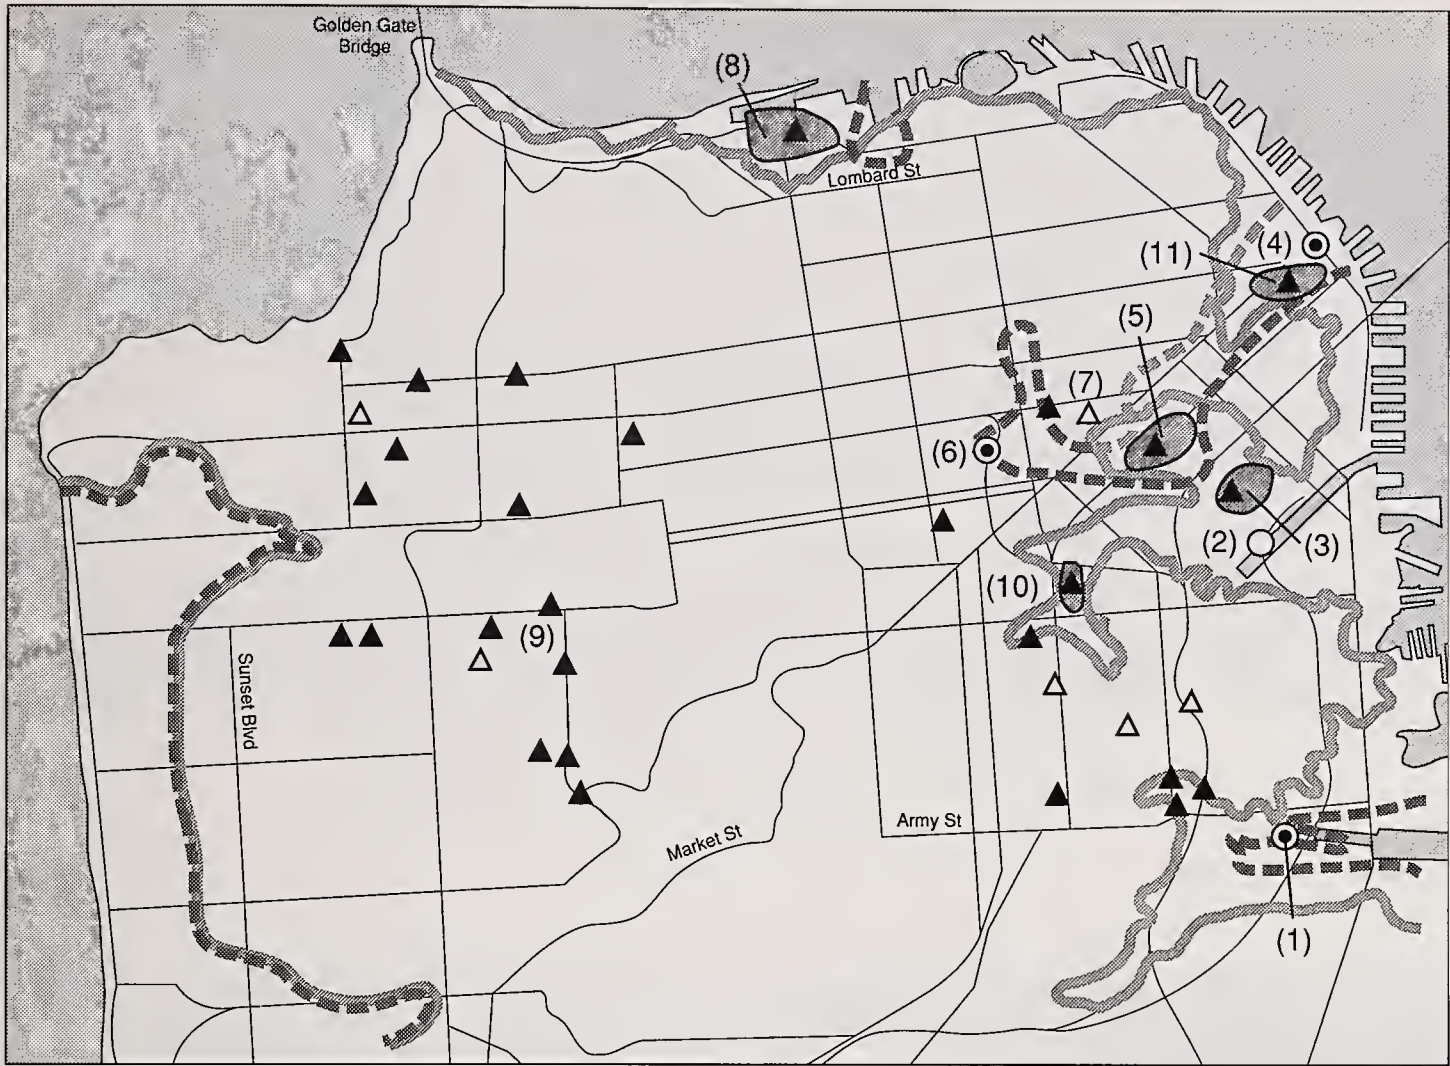 Golden Gate
Bridge
(8)
Lombard St
(4)
(11)
(5)
(7)
(6)
(2)
(3)
(10)
(9)
Sunset Blvd
Army St
Market St
(1)